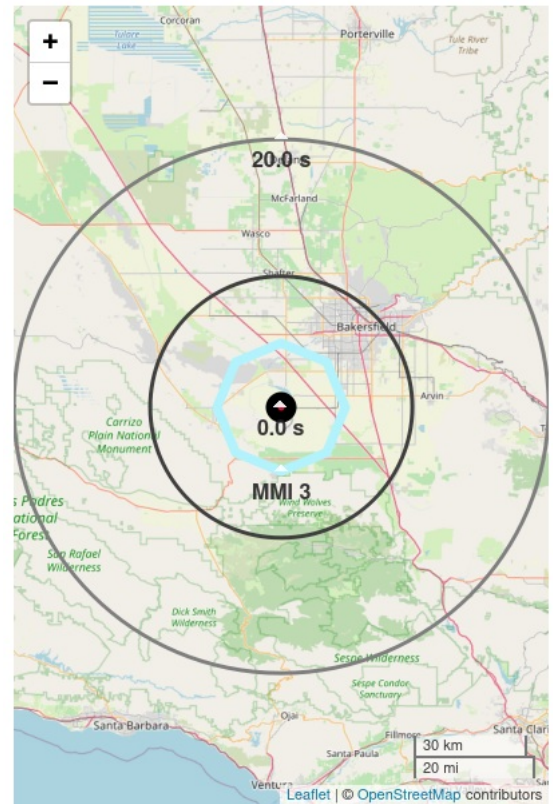 Corcoran
+
Tulare
Lake
Porterville
Tule River
Tribe
−
20.0 s
McFarland
Wasco
Shafter
Bakersfield
Arvin
Carrizo
Plain National
Monument
0.0 s
MMI 3
Wind Wolves
Preserve
s Padres
ational
Forest
San Rafael
Wilderness
Dick Smith
Wilderness
Sespe Wilderness
Sespe Condor
Sanctuary
Ojai
Santa Barbara
Fillmore
Santa Clari
30 km
20 mi
Santa Paula
Ventura
Leaflet | © OpenStreetMap contributors